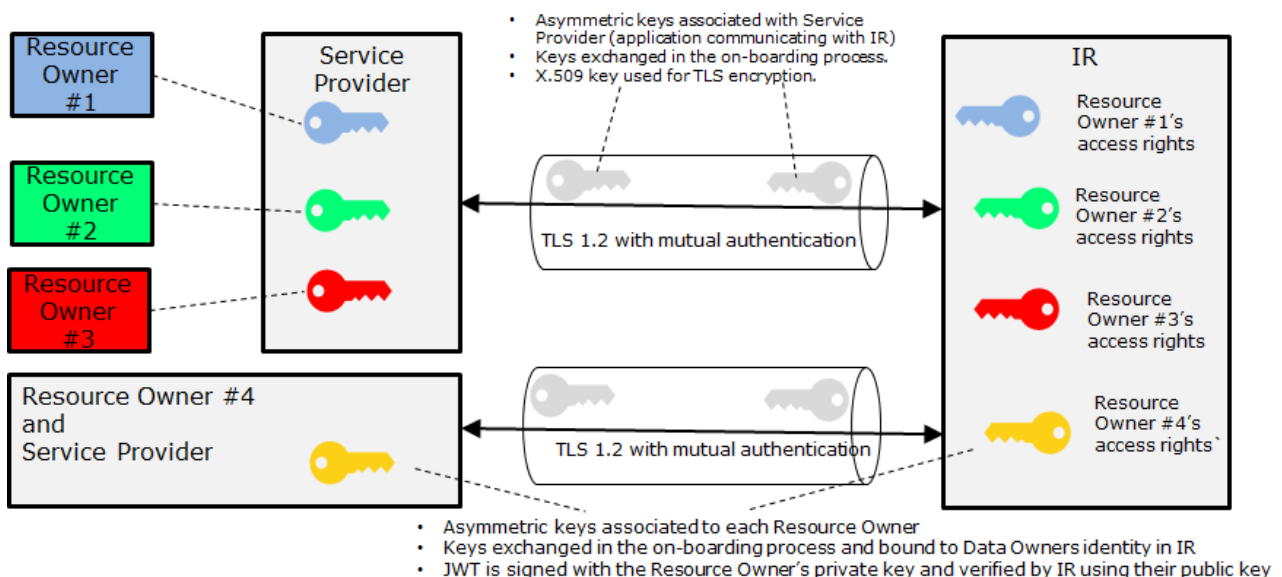 • Asymmetric keys associated with Service
Provider (application communicating with IR)
• Keys exchanged in the on-boarding process.
• X.509 key used for TLS encryption.
Resource
Owner
#1
Service
Provider
IR
Resource
Owner #1's
access rights
Resource
Owner
#2
Resource
Owner #2's
access rights
TLS 1.2 with mutual authentication
Resource
Owner
#3
Resource
Owner #3's
access rights
Resource Owner #4
and
Service Provider
Resource
Owner #4's
access rights`
TLS 1.2 with mutual authentication
• Asymmetric keys associated to each Resource Owner
• Keys exchanged in the on-boarding process and bound to Data Owners identity in IR
• JWT is signed with the Resource Owner's private key and verified by IR using their public key